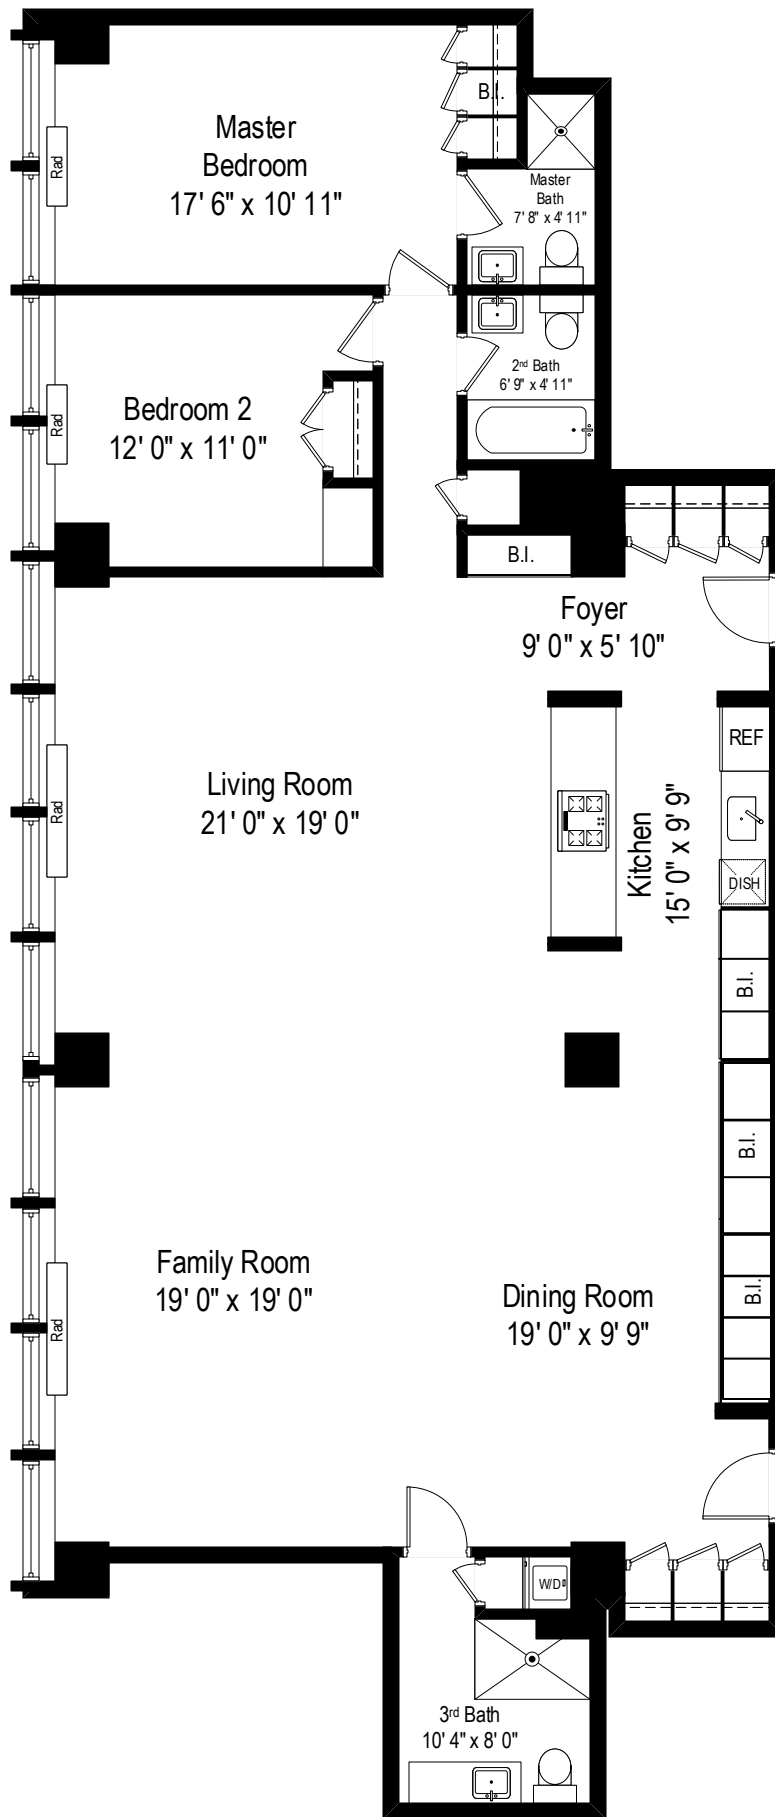 Master
Bedroom
17' 6" x 10' 11"
Rad
B.I.
Master
Bath
7' 8" x 4' 11"
2nd Bath
6' 9" x 4' 11"
Bedroom 2
12' 0" x 11' 0"
Rad
B.I.
Foyer
9' 0" x 5' 10"
Living Room
21' 0" x 19' 0"
Rad
Kitchen
15' 0" x 9' 9"
REF
DISH
B.I.
B.I.
B.I.
Family Room
19' 0" x 19' 0"
Rad
Dining Room
19' 0" x 9' 9"
W/D
3rd Bath
10' 4" x 8' 0"